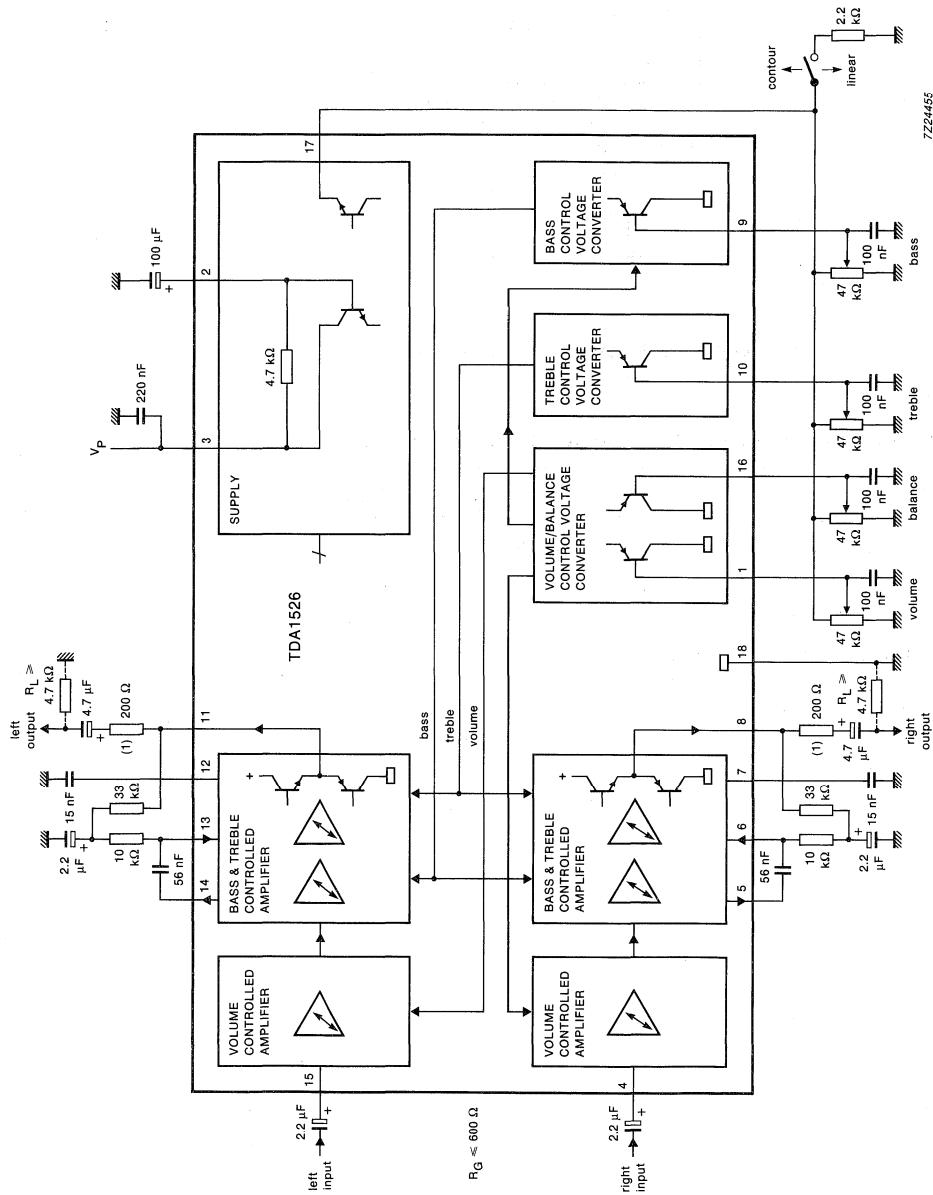 left
input
2.2 µF
+
15
VOLUME
CONTROLLED
AMPLIFIER
14
56 nF
13
10
kΩ
33
kΩ
2.2
µF
+
15 nF
12
BASS & TREBLE
CONTROLLED
AMPLIFIER
+
11
200 Ω
(1)
4.7 µF
+
RL ≥
4.7 kΩ
left
output
TDA1526
SUPPLY
VP
3
220 nF
4.7 kΩ
2
100 µF
+
17
RG ≤ 600 Ω
bass
treble
volume
right
input
2.2 µF
+
4
VOLUME
CONTROLLED
AMPLIFIER
BASS & TREBLE
CONTROLLED
AMPLIFIER
+
5
56 nF
6
10
kΩ
33
kΩ
2.2
µF
+
7
15 nF
8
200 Ω
(1)
4.7
µF
+
RL ≥
4.7 kΩ
right
output
18
VOLUME/BALANCE
CONTROL VOLTAGE
CONVERTER
1
47
kΩ
100
nF
volume
16
47
kΩ
100
nF
balance
TREBLE
CONTROL
VOLTAGE
CONVERTER
10
47
kΩ
100
nF
treble
BASS
CONTROL
VOLTAGE
CONVERTER
9
47
kΩ
100
nF
bass
contour
linear
2.2
kΩ
7Z24455